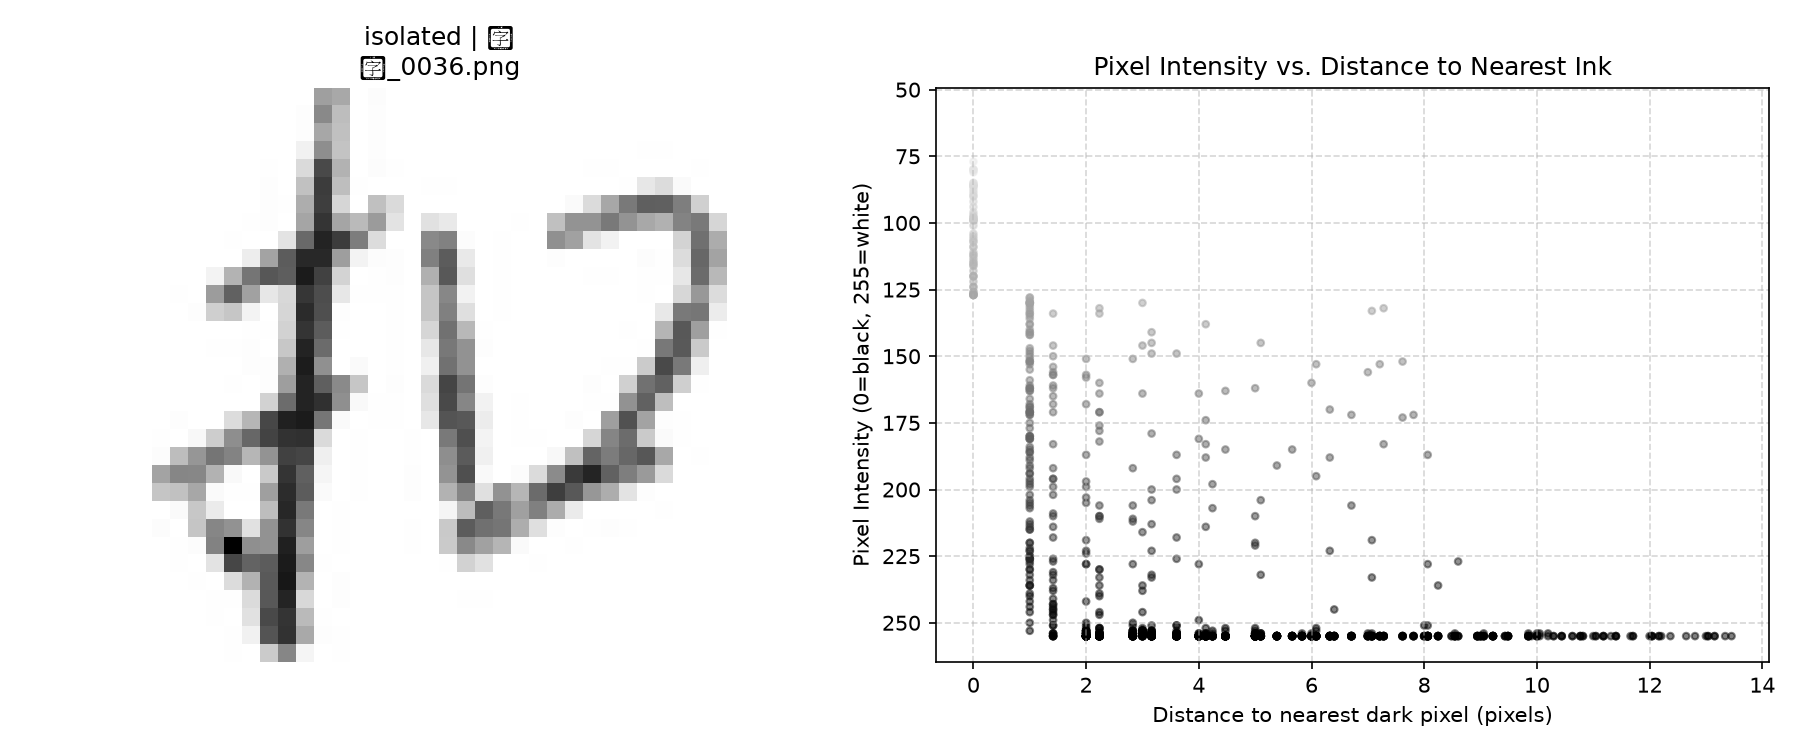 isolated |
_0036.png
扣
Pixel Intensity vs. Distance to Nearest Ink
Pixel Intensity (0=black, 255=white)
50
75
100
125
150
175
200
225
250
0 2 4 6 8 10 12 14
Distance to nearest dark pixel (pixels)